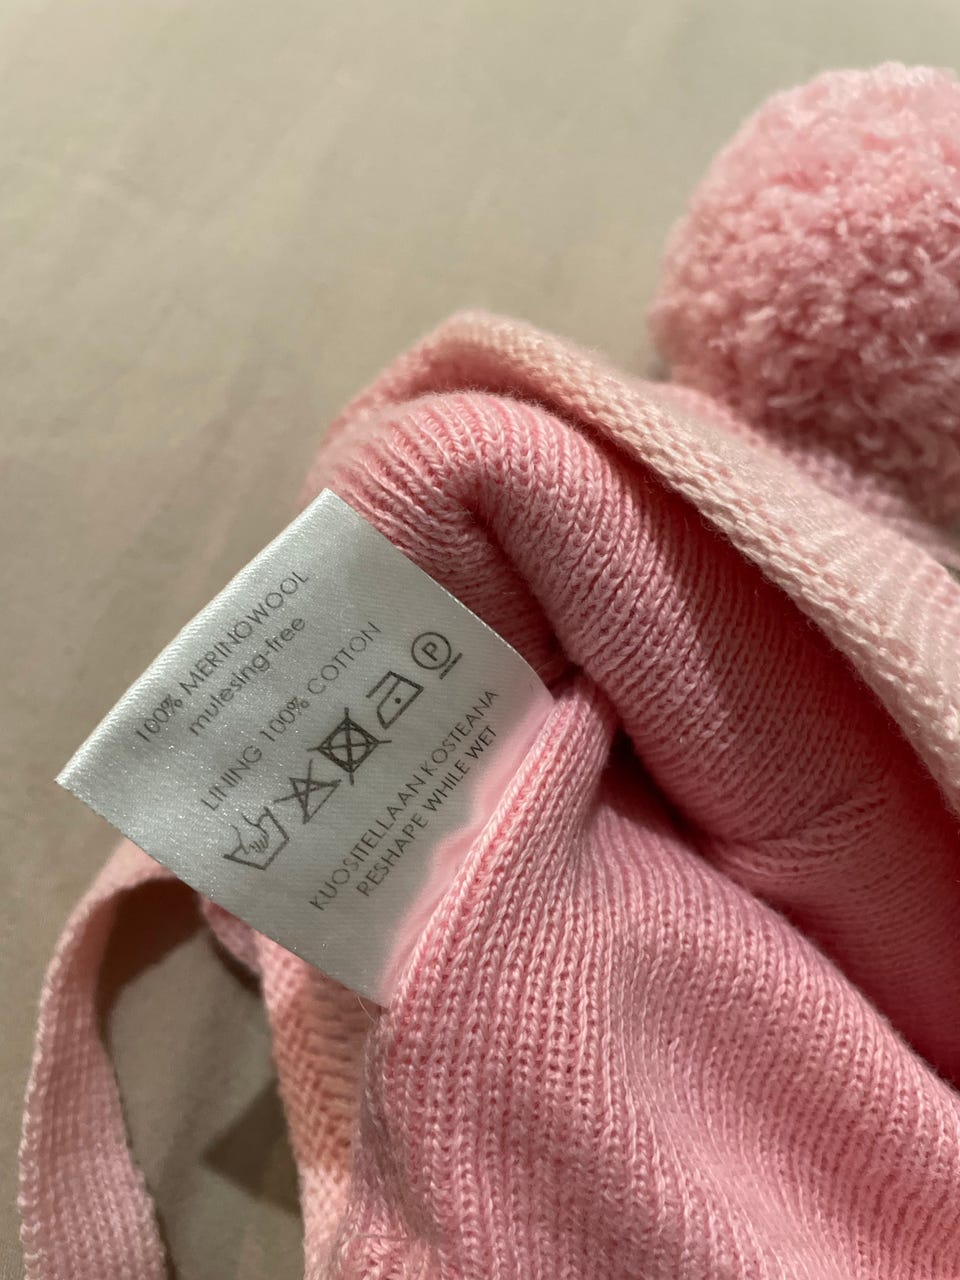 100% MERINOWOOL
mulesing-free
LINING 100% COTTON
P
KUOSITELLAAN KOSTEANA
RESHAPE WHILE WET